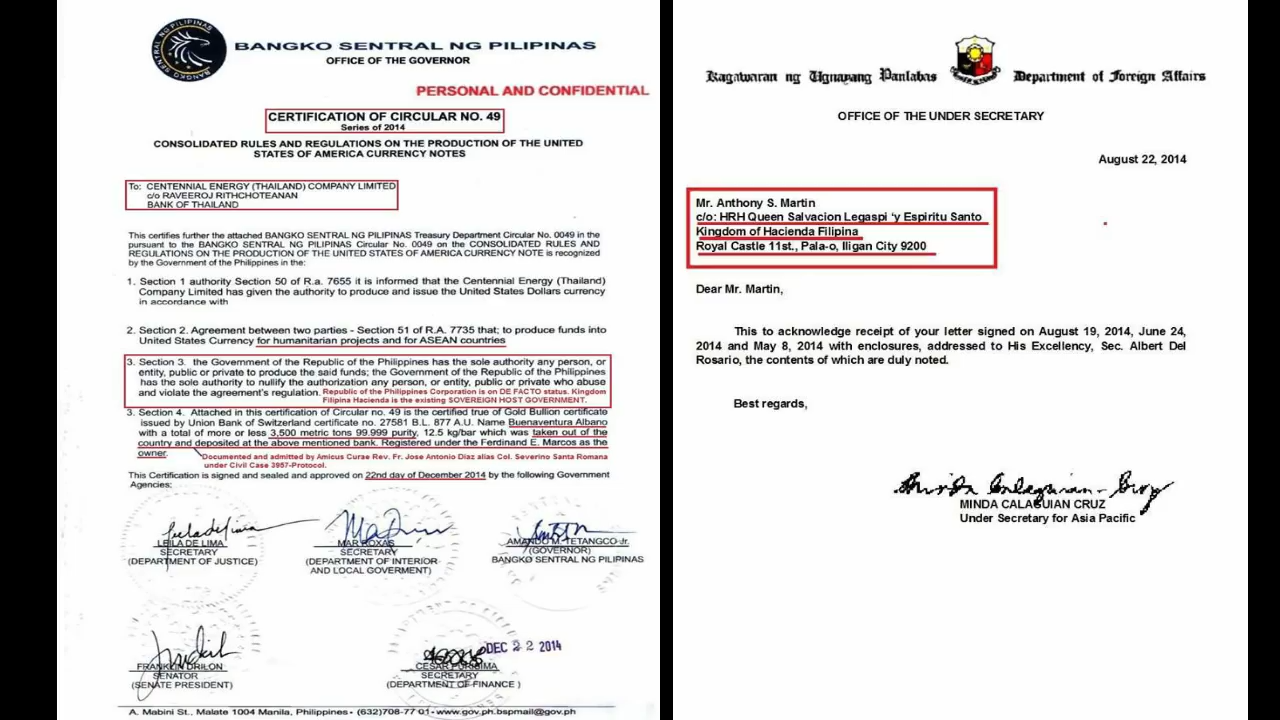 BANGKO SENTRAL NG PILIPINAS
BANGKO SENTRAL NG PILIPINAS
OFFICE OF THE GOVERNOR
PERSONAL AND CONFIDENTIAL
CERTIFICATION OF CIRCULAR NO. 49
Series of 2014
CONSOLIDATED RULES AND REGULATIONS ON THE PRODUCTION OF THE UNITED
STATES OF AMERICA CURRENCY NOTES
To: CENTENNIAL ENERGY (THAILAND) COMPANY LIMITED
c/o RAVEEROJ RITHCHOTEANAN
BANK OF THAILAND
This certifies further the attached BANGKO SENTRAL NG PILIPINAS Treasury Department Circular No. 0049 in the
pursuant to the BANGKO SENTRAL NG PILIPINAS Circular No. 0049 on the CONSOLIDATED RULES AND
REGULATIONS ON THE PRODUCTION OF THE UNITED STATES OF AMERICA CURRENCY NOTE is recognized
by the Government of the Philippines in the:
1. Section 1 authority Section 50 of R.a. 7655 it is informed that the Centennial Energy (Thailand)
Company Limited has given the authority to produce and issue the United States Dollars currency
in accordance with
2. Section 2. Agreement between two parties - Section 51 of R.A. 7735 that; to produce funds into
United States Currency for humanitarian projects and for ASEAN countries
3. Section 3. the Government of the Republic of the Philippines has the sole authority any person, or
entity, public or private to produce the said funds; the Government of the Republic of the Philippines
has the sole authority to nullify the authorization any person, or entity, public or private who abuse
and violate the agreement's regulation. Republic of the Philippines Corporation is on DE FACTO status. Kingdom
Filipina Hacienda is the existing SOVEREIGN HOST GOVERNMENT.
3. Section 4. Attached in this certification of Circular no. 49 is the certified true of Gold Bullion certificate
issued by Union Bank of Switzerland certificate no. 27581 B.L. 877 A.U. Name Buenaventura Albano
with a total of more or less 3,500 metric tons 99.999 purity, 12.5 kg/bar which was taken out of the
country and deposited at the above mentioned bank. Registered under the Ferdinand E. Marcos as the
owner.
Documented and admitted by Amicus Curae Rev. Fr. Jose Antonio Diaz alias Col. Severino Santa Romana
under Civil Case 3957-Protocol.
This Certification is signed and sealed and approved on 22nd day of December 2014 by the following Government
Agencies:
LEILA DE LIMA
SECRETARY
(DEPARTMENT OF JUSTICE)
MAR ROXAS
SECRETARY
(DEPARTMENT OF INTERIOR
AND LOCAL GOVERMENT)
AMANDO M. TETANGCO Jr.
(GOVERNOR)
BANGKO SENTRAL NG PILIPINAS
FRANKLIN DRILON
SENATOR
(SENATE PRESIDENT)
DEC 22 2014
CESAR PURISIMA
SECRETARY
(DEPARTMENT OF FINANCE )
A. Mabini St., Malate 1004 Manila, Philippines • (632)708-77 01 • www.gov.ph.bspmail@gov.ph
Kagawaran ng Ugnayang Panlabas Department of Foreign Affairs
OFFICE OF THE UNDER SECRETARY
August 22, 2014
Mr. Anthony S. Martin
c/o: HRH Queen Salvacion Legaspi 'y Espiritu Santo
Kingdom of Hacienda Filipina
Royal Castle 11st., Pala-o, Iligan City 9200
Dear Mr. Martin,
This to acknowledge receipt of your letter signed on August 19, 2014, June 24,
2014 and May 8, 2014 with enclosures, addressed to His Excellency, Sec. Albert Del
Rosario, the contents of which are duly noted.
Best regards,
MINDA CALAGUIAN CRUZ
Under Secretary for Asia Pacific